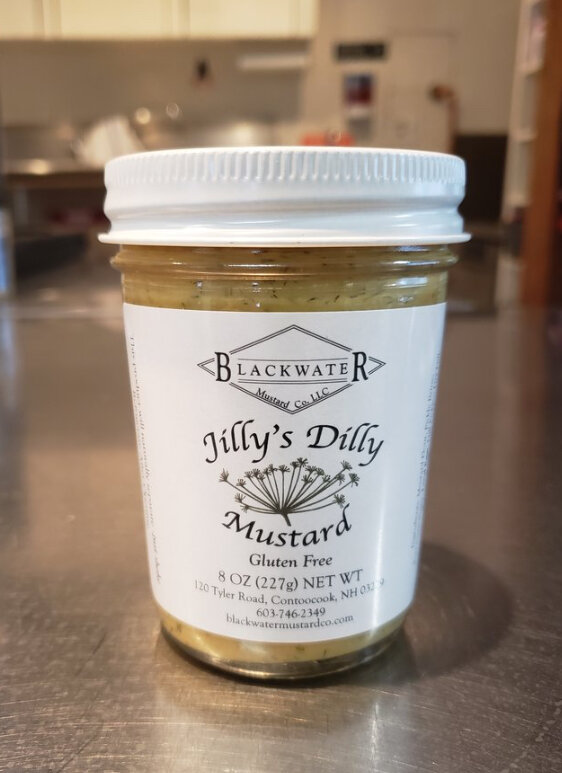 BLACKWATER
Mustard Co. LLC
Jilly's Dilly
Mustard
Gluten Free
8 OZ (227g) NET WT
120 Tyler Road, Contoocook, NH
603-746-2349
blackwatermustardco.com